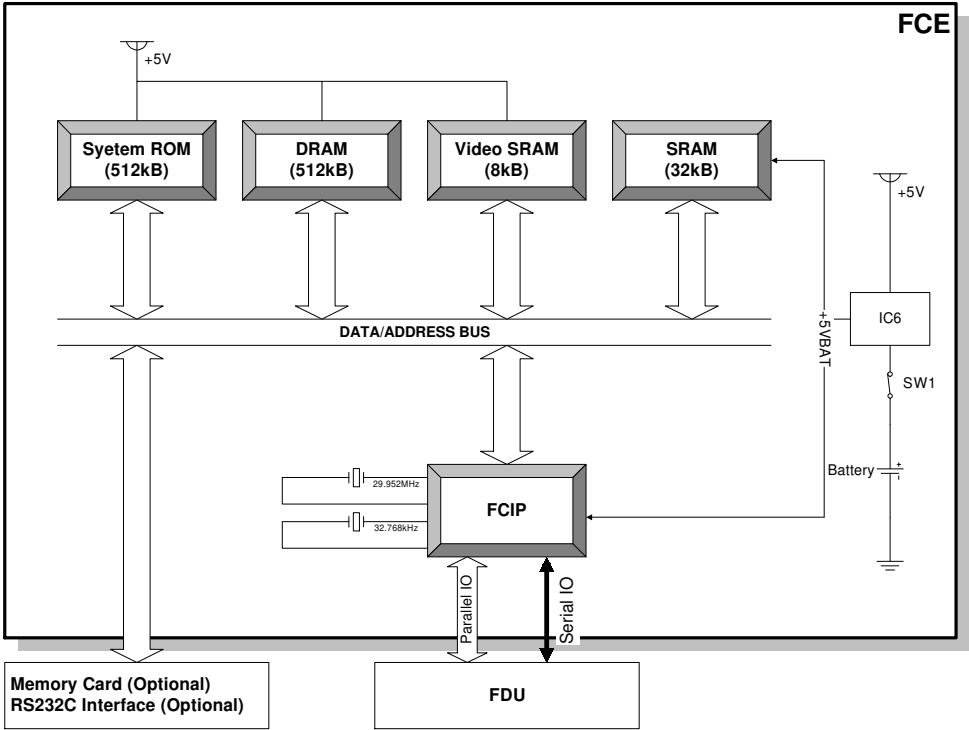 FCE
+5V
Syetem ROM
(512kB)
DRAM
(512kB)
Video SRAM
(8kB)
SRAM
(32kB)
+5V
DATA/ADDRESS BUS
+5VBAT
IC6
SW1
Battery
+
-
29.952MHz
32.768kHz
FCIP
Parallel IO
Serial IO
Memory Card (Optional)
RS232C Interface (Optional)
FDU